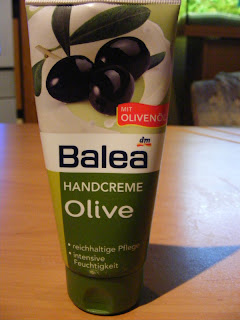 MIT
OLIVENÖL
dm
Balea
HANDCREME
Olive
• reichhaltige Pflege
• intensive
Feuchtigkeit